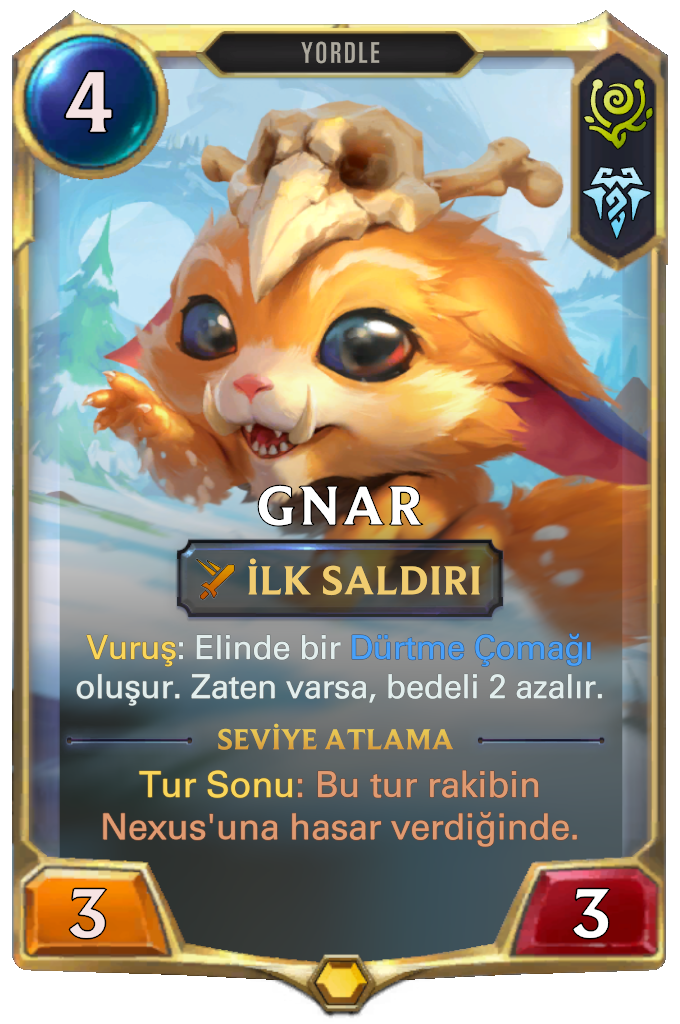 YORDLE
4
GNAR
İLK SALDIRI
Vuruş: Elinde bir Dürtme Çomağı
oluşur. Zaten varsa, bedeli 2 azalır.
SEVİYE ATLAMA
Tur Sonu: Bu tur rakibin
Nexus'una hasar verdiğinde.
3
3